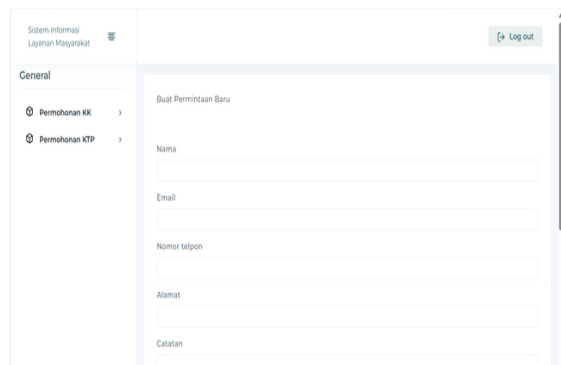 Sistem Informasi
Layanan Masyarakat
Log out
General
Permohonan KK
Permohonan KTP
Buat Permintaan Baru
Nama
Email
Nomor telpon
Alamat
Catatan